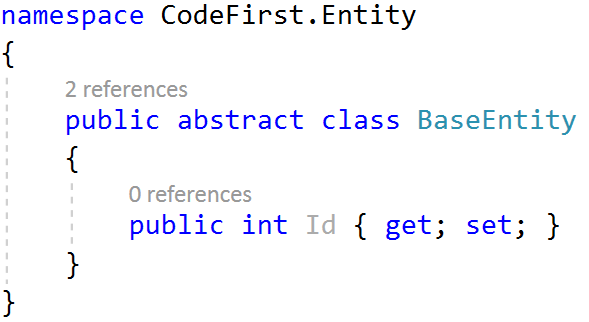 namespace CodeFirst.Entity
{
2 references
public abstract class BaseEntity
{
0 references
public int Id { get; set; }
}
}